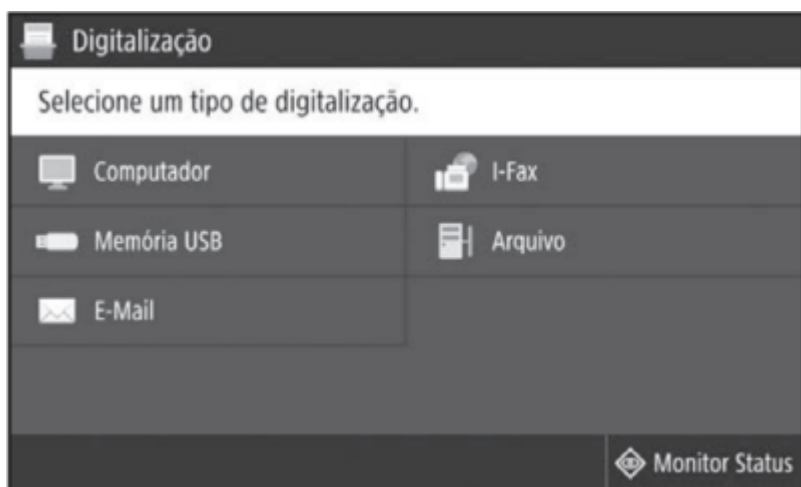 Digitalização
Selecione um tipo de digitalização.
Computador
I-Fax
Memória USB
Arquivo
E-Mail
Monitor Status